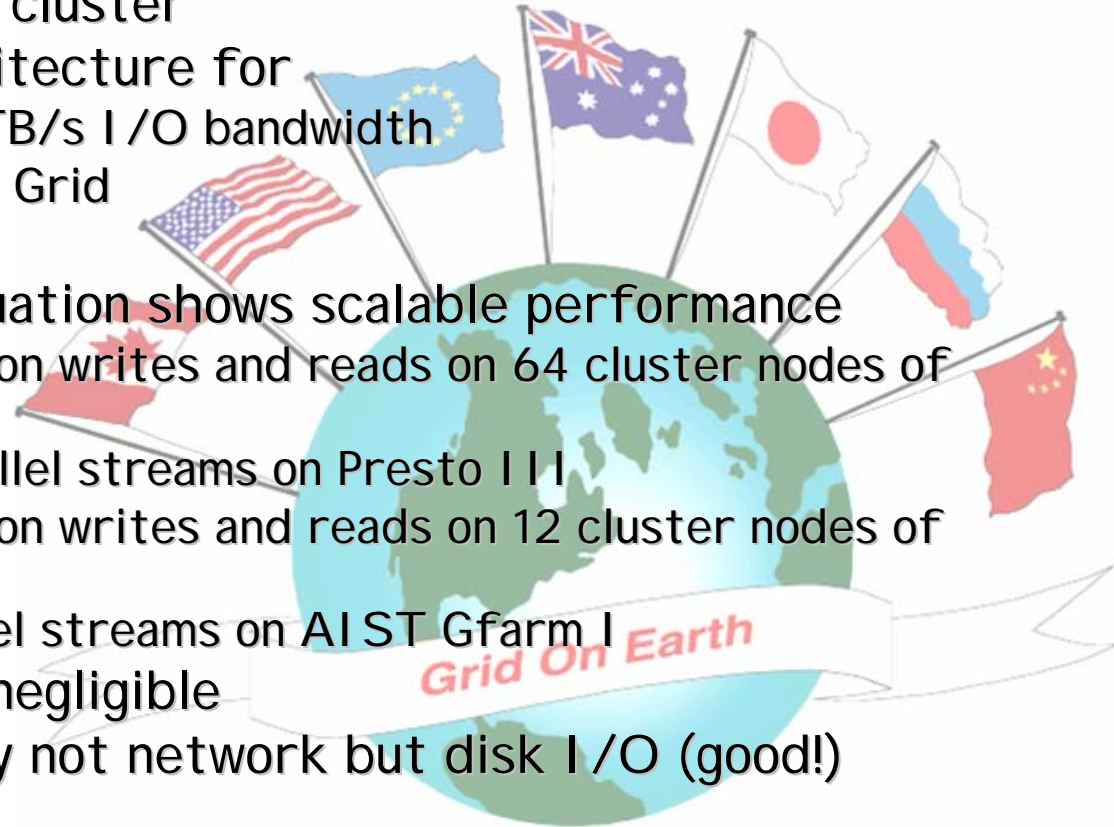 cluster
itecture for
TB/s I/O bandwidth
Grid
uation shows scalable performance
on writes and reads on 64 cluster nodes of
llel streams on Presto III
on writes and reads on 12 cluster nodes of
el streams on AIST Gfarm I
Grid On Earth
negligible
y not network but disk I/O (good!)